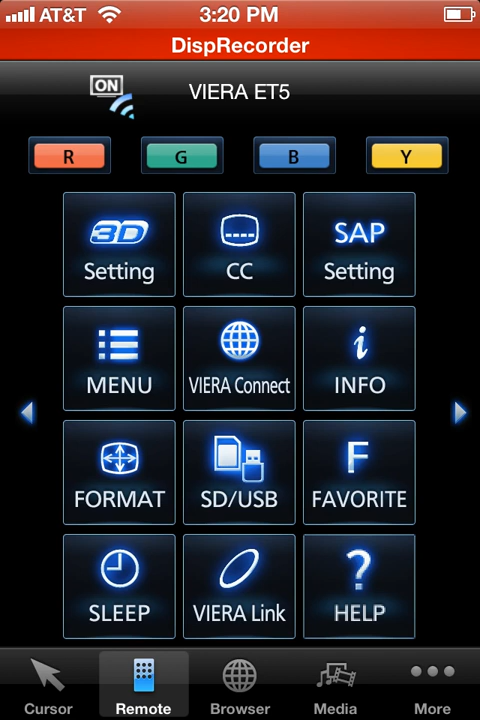 AT&T 3:20 PM
DispRecorder
ON
VIERA ET5
R G B Y
3D SAP
Setting CC Setting
i
MENU VIERA Connect INFO
F
FORMAT SD/USB FAVORITE
?
SLEEP VIERA Link HELP
Cursor Remote Browser Media More